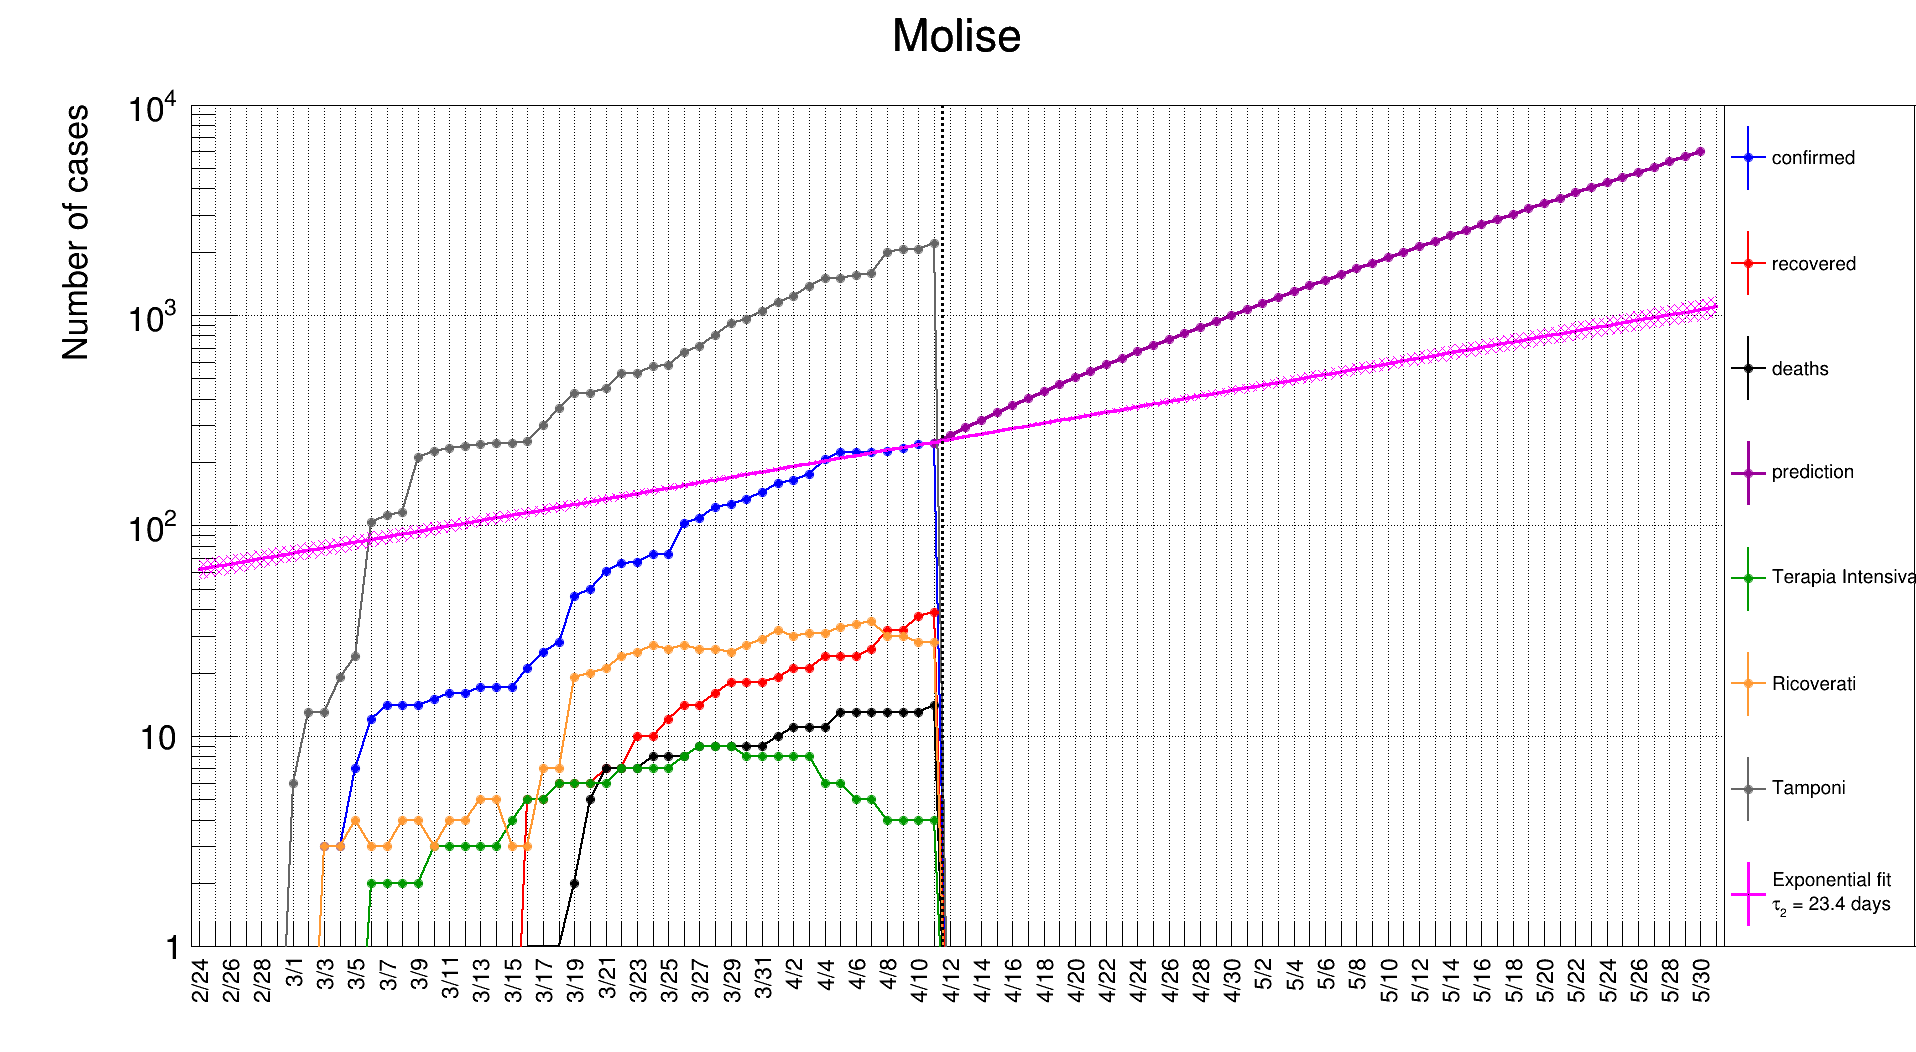 Molise
Number of cases
10^4
10^3
10^2
10
1
2/24 2/26 2/28 3/1 3/3 3/5 3/7 3/9 3/11 3/13 3/15 3/17 3/19 3/21 3/23 3/25 3/27 3/29 3/31 4/2 4/4 4/6 4/8 4/10 4/12 4/14 4/16 4/18 4/20 4/22 4/24 4/26 4/28 4/30 5/2 5/4 5/6 5/8 5/10 5/12 5/14 5/16 5/18 5/20 5/22 5/24 5/26 5/28 5/30
confirmed
recovered
deaths
prediction
Terapia Intensiva
Ricoverati
Tamponi
Exponential fit
τ₂ = 23.4 days